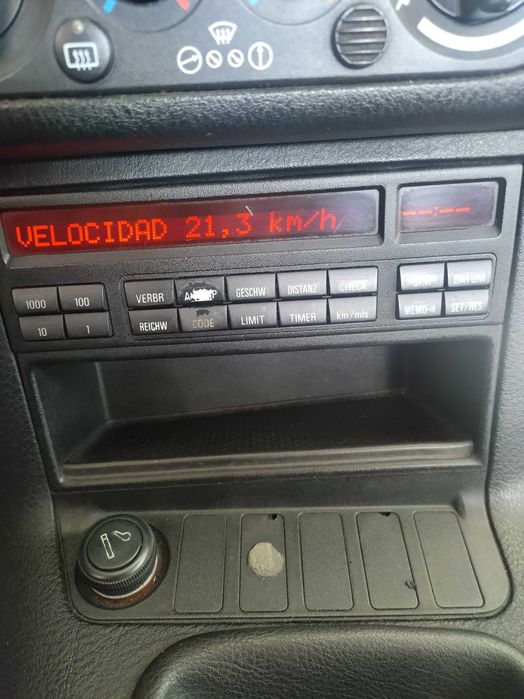 VELOCIDAD 21,3 km/h
--:--
1000 100 VERBR GESCHW DISTANZ CHECK DATUM
10 1 REICHW CODE LIMIT TIMER km/mls MEMO SET/RES